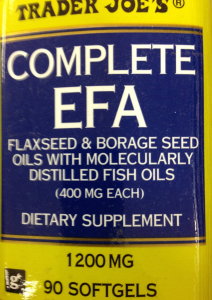 TRADER JOE'S®
COMPLETE
EFA
FLAXSEED & BORAGE SEED
OILS WITH MOLECULARLY
DISTILLED FISH OILS
(400 MG EACH)
DIETARY SUPPLEMENT
1200 MG
90 SOFTGELS